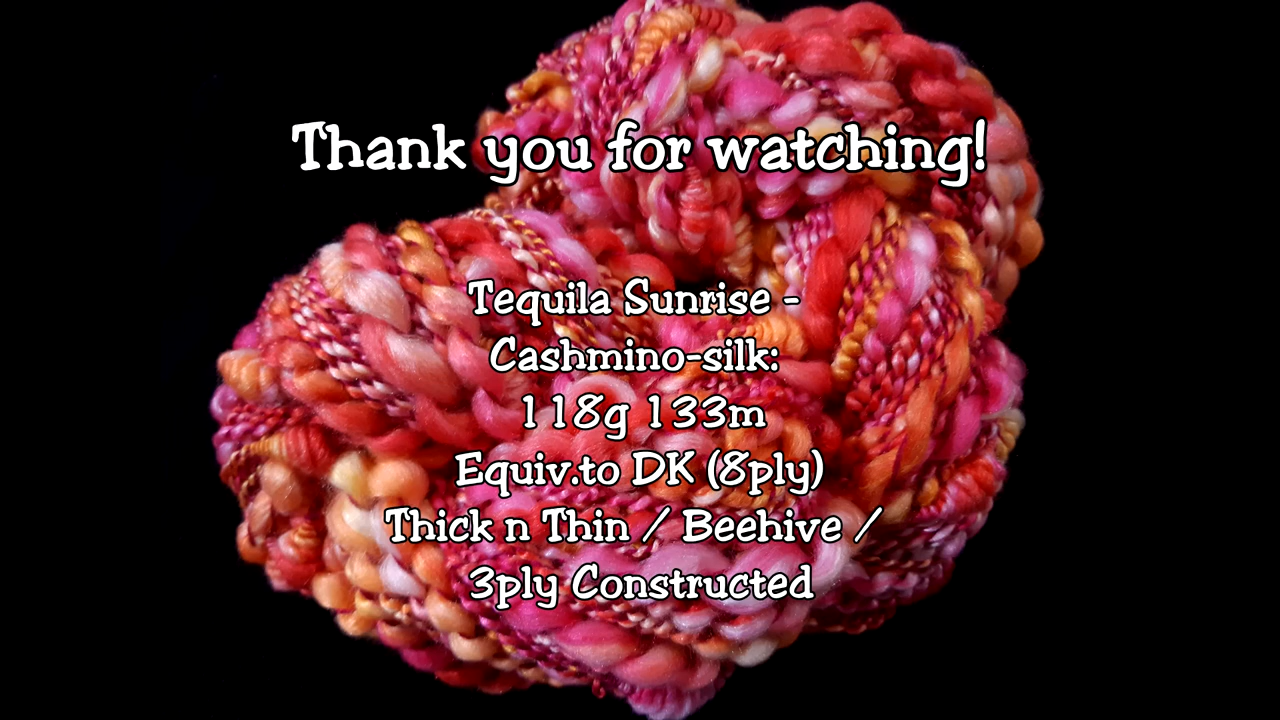 Thank you for watching!
Tequila Sunrise -
Cashmino-silk:
118g 133m
Equiv.to DK (8ply)
Thick n Thin / Beehive /
3ply Constructed